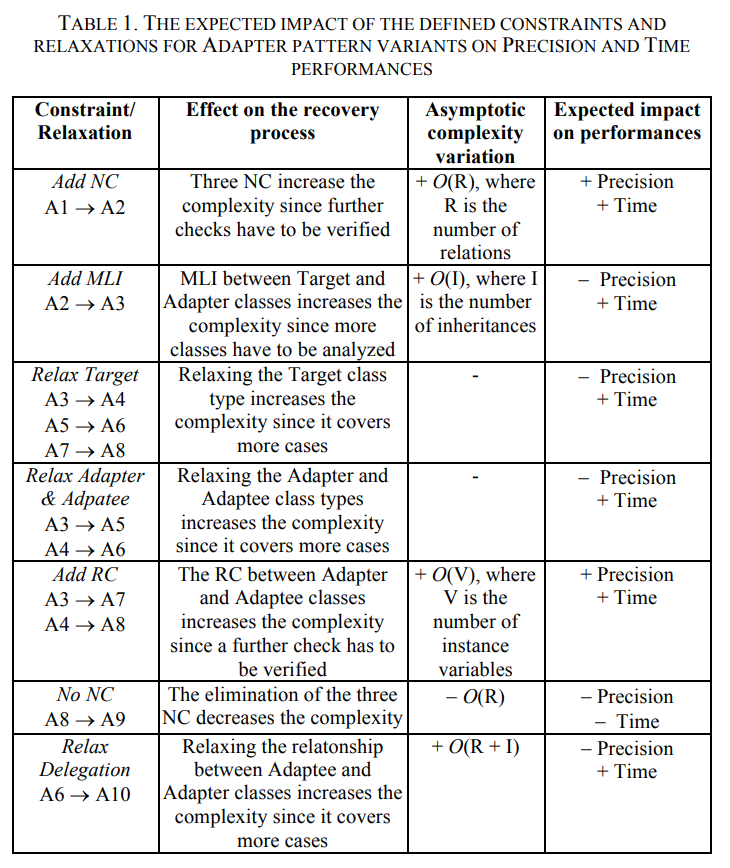 TABLE 1. THE EXPECTED IMPACT OF THE DEFINED CONSTRAINTS AND
RELAXATIONS FOR ADAPTER PATTERN VARIANTS ON PRECISION AND TIME
PERFORMANCES
Constraint/
Relaxation
Effect on the recovery
process
Asymptotic
complexity
variation
Expected impact
on performances
Add NC
A1 → A2
Three NC increase the
complexity since further
checks have to be verified
+ O(R), where
R is the
number of
relations
+ Precision
+ Time
Add MLI
A2 → A3
MLI between Target and
Adapter classes increases the
complexity since more
classes have to be analyzed
+ O(I), where I
is the number
of inheritances
− Precision
+ Time
Relax Target
A3 → A4
A5 → A6
A7 → A8
Relaxing the Target class
type increases the
complexity since it covers
more cases
-
− Precision
+ Time
Relax Adapter
& Adpatee
A3 → A5
A4 → A6
Relaxing the Adapter and
Adaptee class types
increases the complexity
since it covers more cases
-
− Precision
+ Time
Add RC
A3 → A7
A4 → A8
The RC between Adapter
and Adaptee classes
increases the complexity
since a further check has to
be verified
+ O(V), where
V is the
number of
instance
variables
+ Precision
+ Time
No NC
A8 → A9
The elimination of the three
NC decreases the complexity
− O(R)
− Precision
− Time
Relax
Delegation
A6 → A10
Relaxing the relatonship
between Adaptee and
Adapter classes increases the
complexity since it covers
more cases
+ O(R + I)
− Precision
+ Time